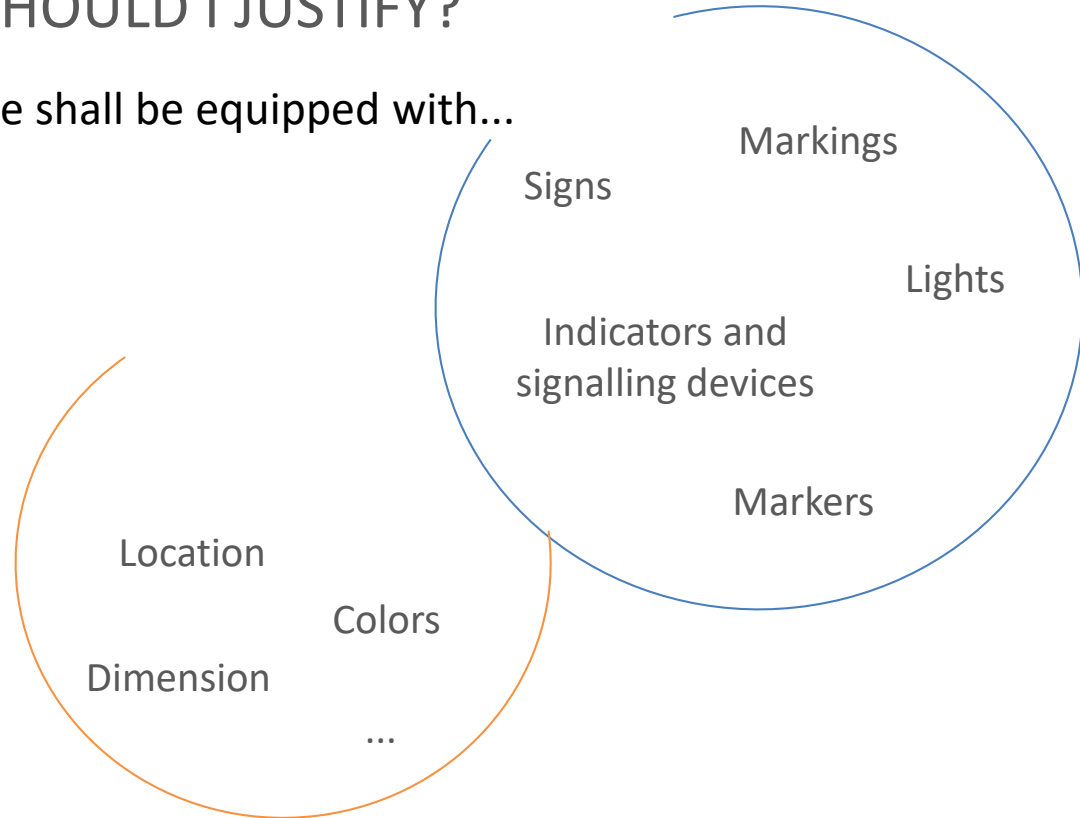 HOULD I JUSTIFY?
e shall be equipped with...
Markings
Signs
Lights
Indicators and
signalling devices
Markers
Location
Colors
Dimension
...